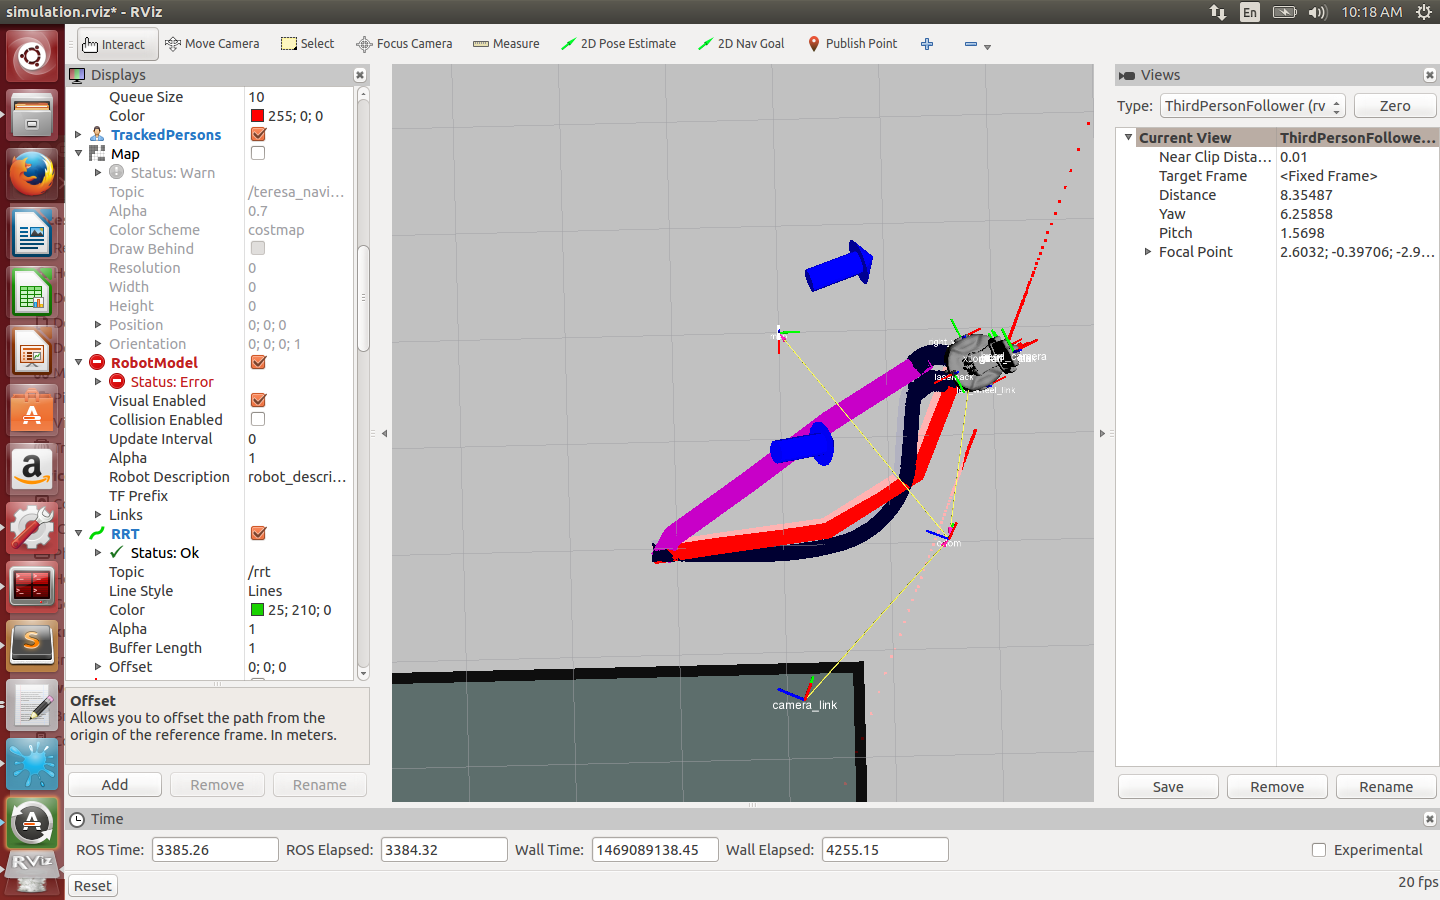 simulation.rviz* - RViz
En
10:18 AM
Interact
Move Camera
Select
Focus Camera
Measure
2D Pose Estimate
2D Nav Goal
Publish Point
Displays
Queue Size 10
Color 255; 0; 0
TrackedPersons
Map
Status: Warn
Topic /teresa_navi...
Alpha 0.7
Color Scheme costmap
Draw Behind
Resolution 0
Width 0
Height 0
Position 0; 0; 0
Orientation 0; 0; 0; 1
RobotModel
Status: Error
Visual Enabled
Collision Enabled
Update Interval 0
Alpha 1
Robot Description robot_descri...
TF Prefix
Links
RRT
Status: Ok
Topic /rrt
Line Style Lines
Color 25; 210; 0
Alpha 1
Buffer Length 1
Offset 0; 0; 0
Offset
Allows you to offset the path from the
origin of the reference frame. In meters.
Add
Remove
Rename
camera_link
Views
Type: ThirdPersonFollower (rv
Zero
Current View ThirdPersonFollowe...
Near Clip Dista... 0.01
Target Frame <Fixed Frame>
Distance 8.35487
Yaw 6.25858
Pitch 1.5698
Focal Point 2.6032; -0.39706; -2.9...
Save
Remove
Rename
Time
ROS Time: 3385.26
ROS Elapsed: 3384.32
Wall Time: 1469089138.45
Wall Elapsed: 4255.15
Experimental
Reset
20 fps
RViz